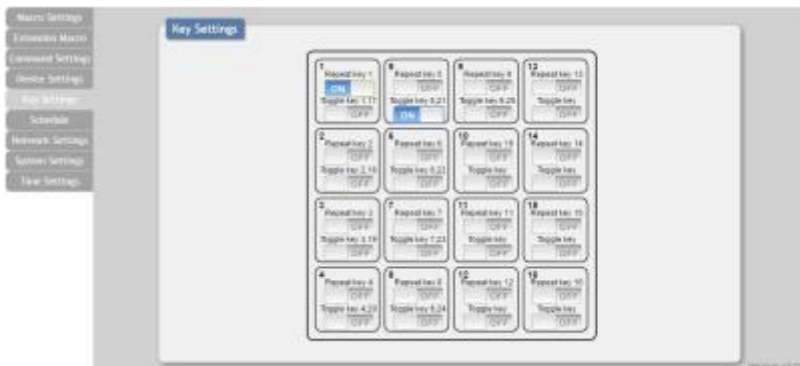 Macro Settings
Extension Macro
Command Settings
Device Settings
Key Settings
Schedule
Network Settings
System Settings
Time Settings
Key Settings
1
Repeat key 1
ON
Toggle key 1,17
OFF
Repeat key 5
OFF
Toggle key 5,21
ON
Repeat key 9
OFF
Toggle key 9,25
OFF
Repeat key 13
OFF
Toggle key
OFF
2
Repeat key 2
OFF
Toggle key 2,18
OFF
6
Repeat key 6
OFF
Toggle key 6,22
OFF
10
Repeat key 10
OFF
Toggle key
OFF
14
Repeat key 14
OFF
Toggle key
OFF
3
Repeat key 3
OFF
Toggle key 3,19
OFF
7
Repeat key 7
OFF
Toggle key 7,23
OFF
11
Repeat key 11
OFF
Toggle key
OFF
Repeat key 15
OFF
Toggle key
OFF
4
Repeat key 4
OFF
Toggle key 4,20
OFF
8
Repeat key 8
OFF
Toggle key 8,24
OFF
12
Repeat key 12
OFF
Toggle key
OFF
16
Repeat key 16
OFF
Toggle key
OFF